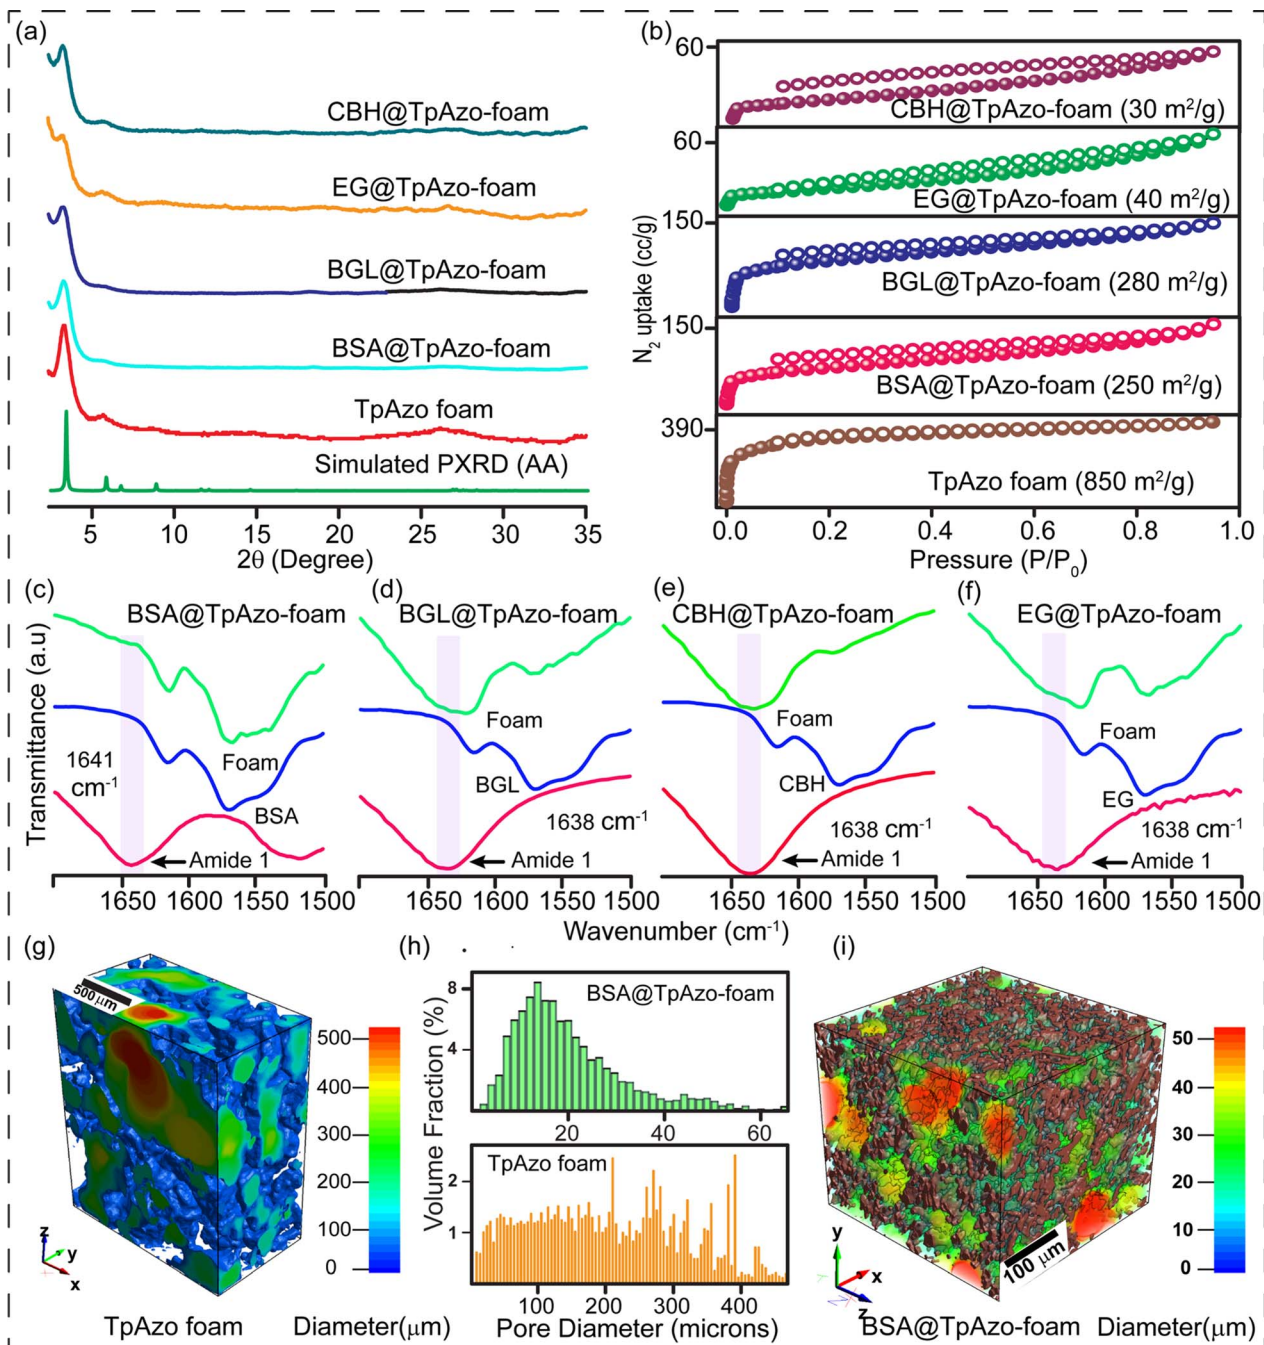 (a)
CBH@TpAzo-foam
EG@TpAzo-foam
BGL@TpAzo-foam
BSA@TpAzo-foam
TpAzo foam
Simulated PXRD (AA)
5 10 15 20 25 30 35
2θ (Degree)
(b)
N₂ uptake (cc/g)
60
CBH@TpAzo-foam (30 m²/g)
60
EG@TpAzo-foam (40 m²/g)
150
BGL@TpAzo-foam (280 m²/g)
150
BSA@TpAzo-foam (250 m²/g)
390
TpAzo foam (850 m²/g)
0.0 0.2 0.4 0.6 0.8 1.0
Pressure (P/P₀)
(c)
BSA@TpAzo-foam
Transmittance (a.u)
1641
cm⁻¹
Foam
BSA
Amide 1
1650 1600 1550 1500
(d)
BGL@TpAzo-foam
Foam
BGL
1638 cm⁻¹
Amide 1
1650 1600 1550 1500
(e)
CBH@TpAzo-foam
Foam
CBH
1638 cm⁻¹
Amide 1
1650 1600 1550 1500
(f)
EG@TpAzo-foam
Foam
EG
1638 cm⁻¹
Amide 1
1650 1600 1550 1500
Wavenumber (cm⁻¹)
(g)
500 μm
500
400
300
200
100
0
z
y
x
TpAzo foam
Diameter(μm)
(h)
Volume Fraction (%)
BSA@TpAzo-foam
8
4
20 40 60
TpAzo foam
2
1
100 200 300 400
Pore Diameter (microns)
(i)
50
40
30
20
10
0
100 μm
y
x
z
BSA@TpAzo-foam
Diameter(μm)